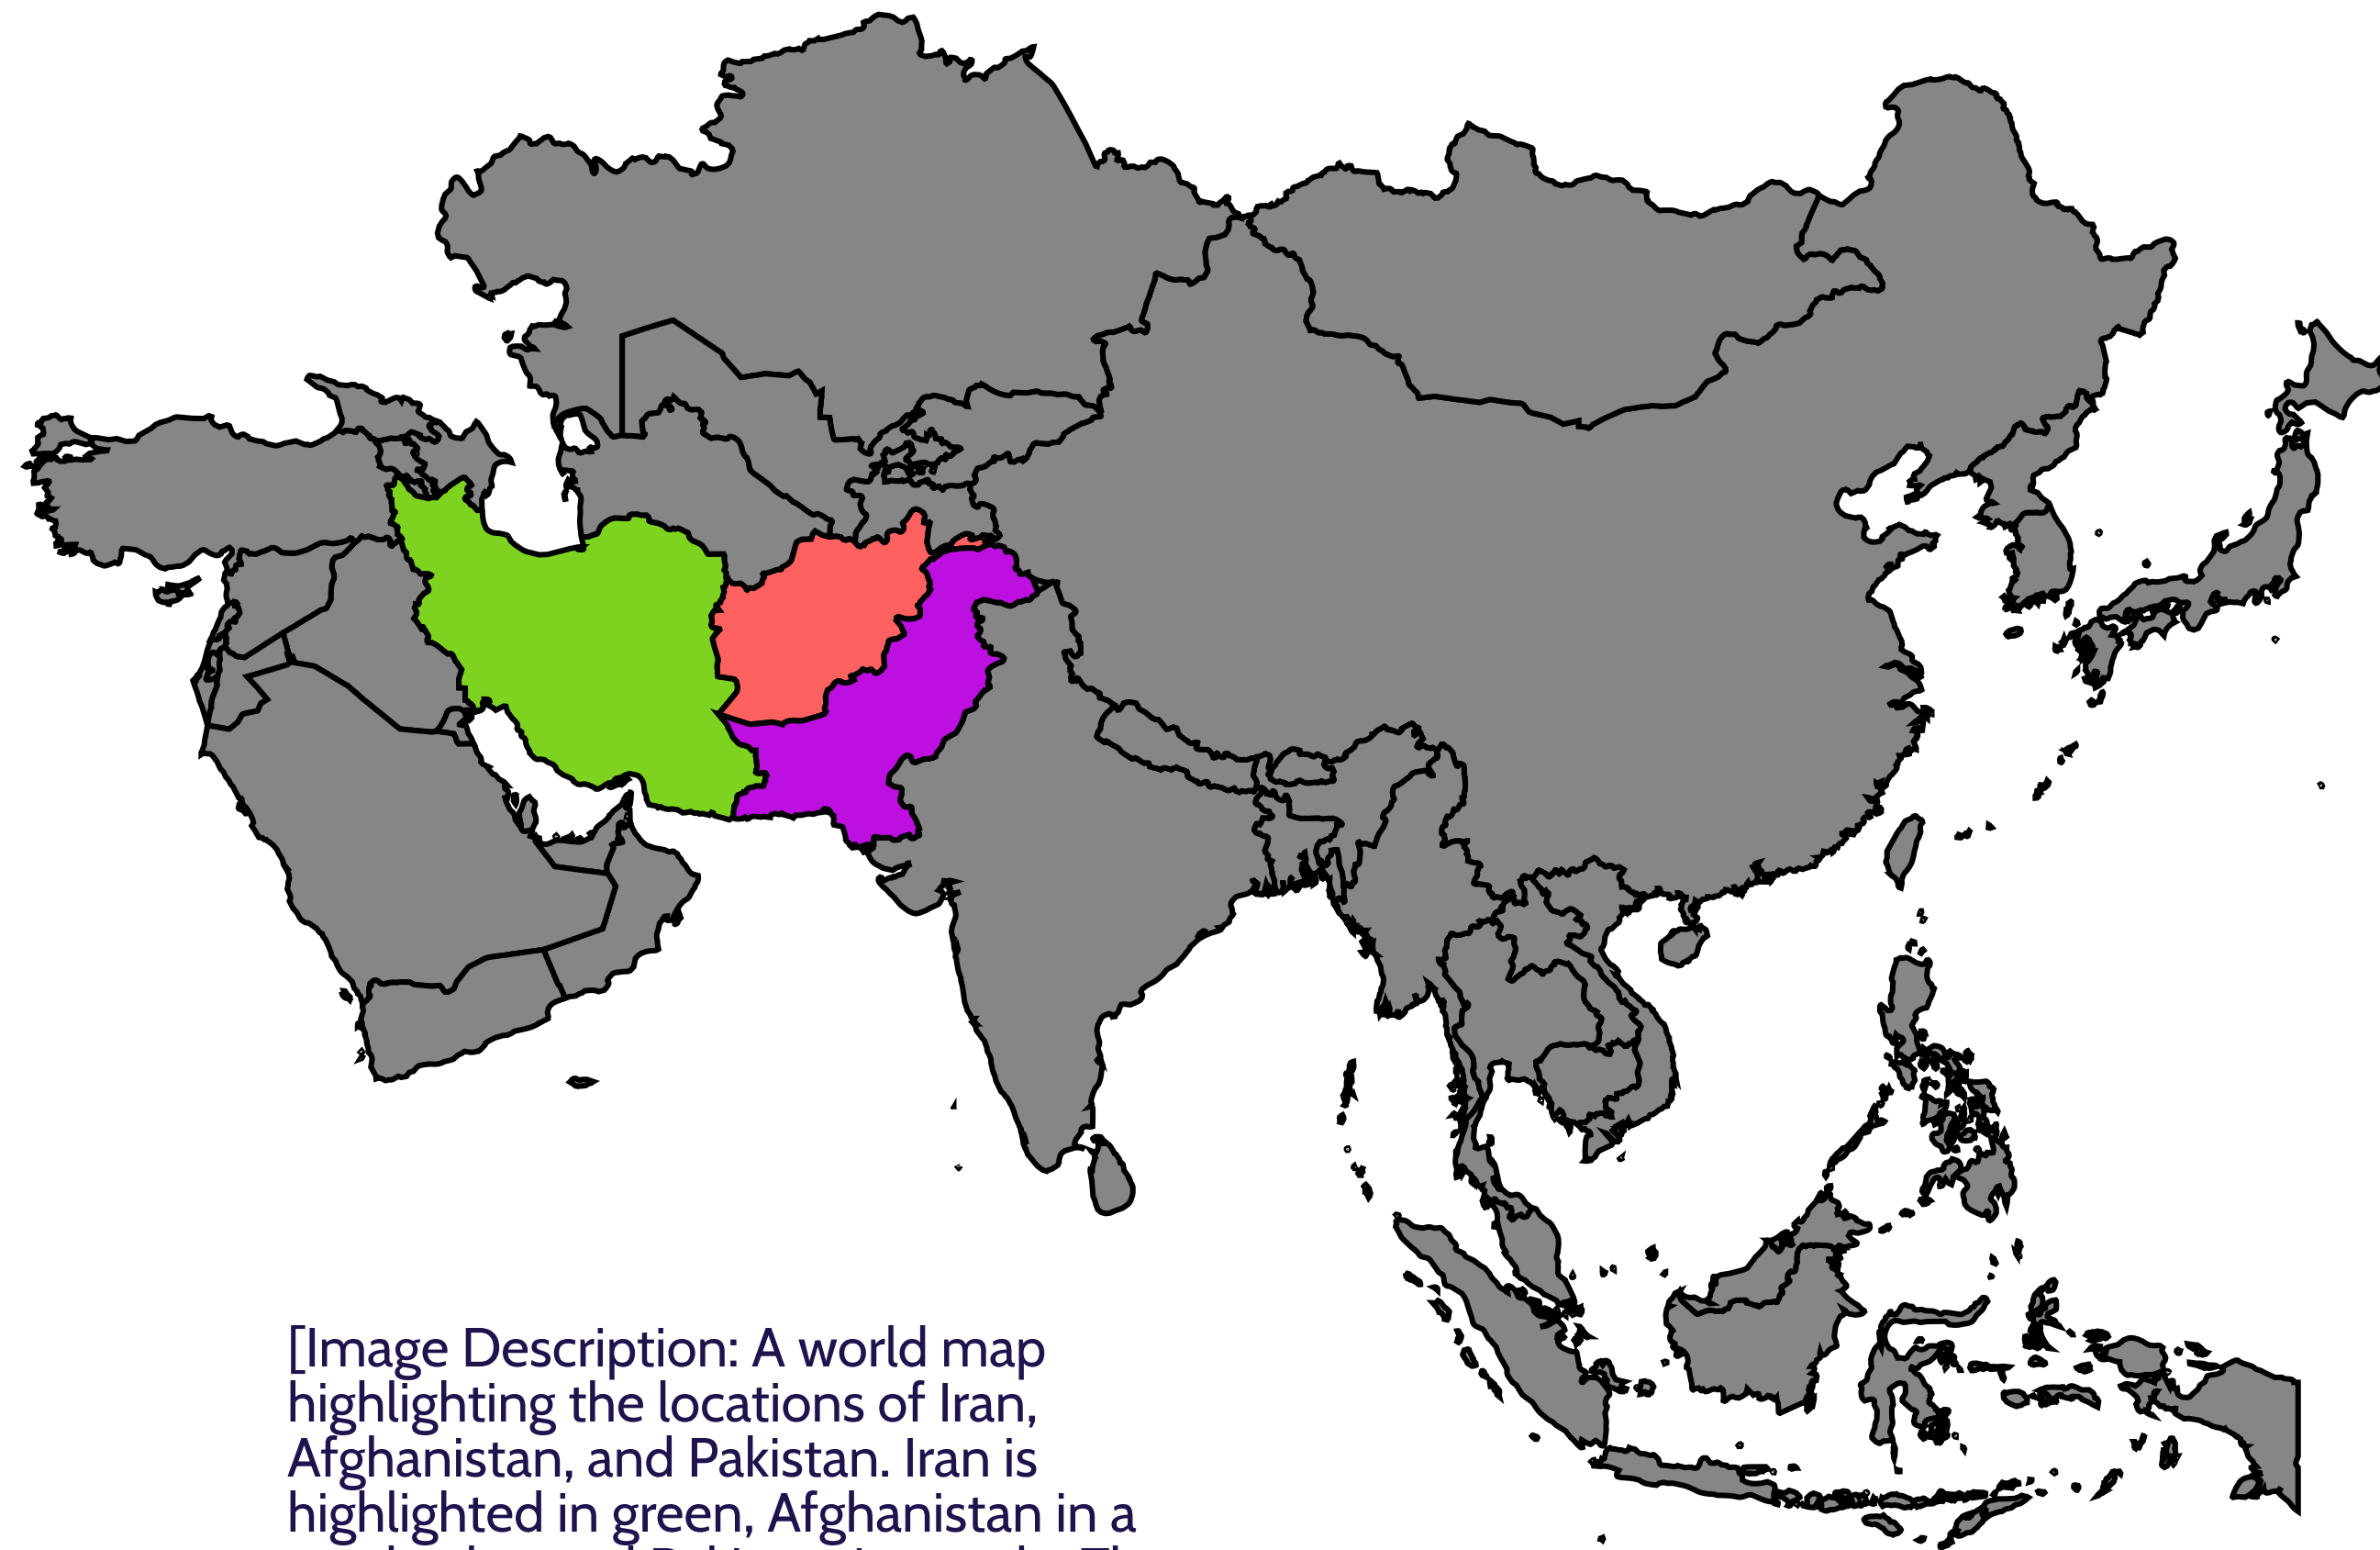 [Image Description: A world map
highlighting the locations of Iran,
Afghanistan, and Pakistan. Iran is
highlighted in green, Afghanistan in a